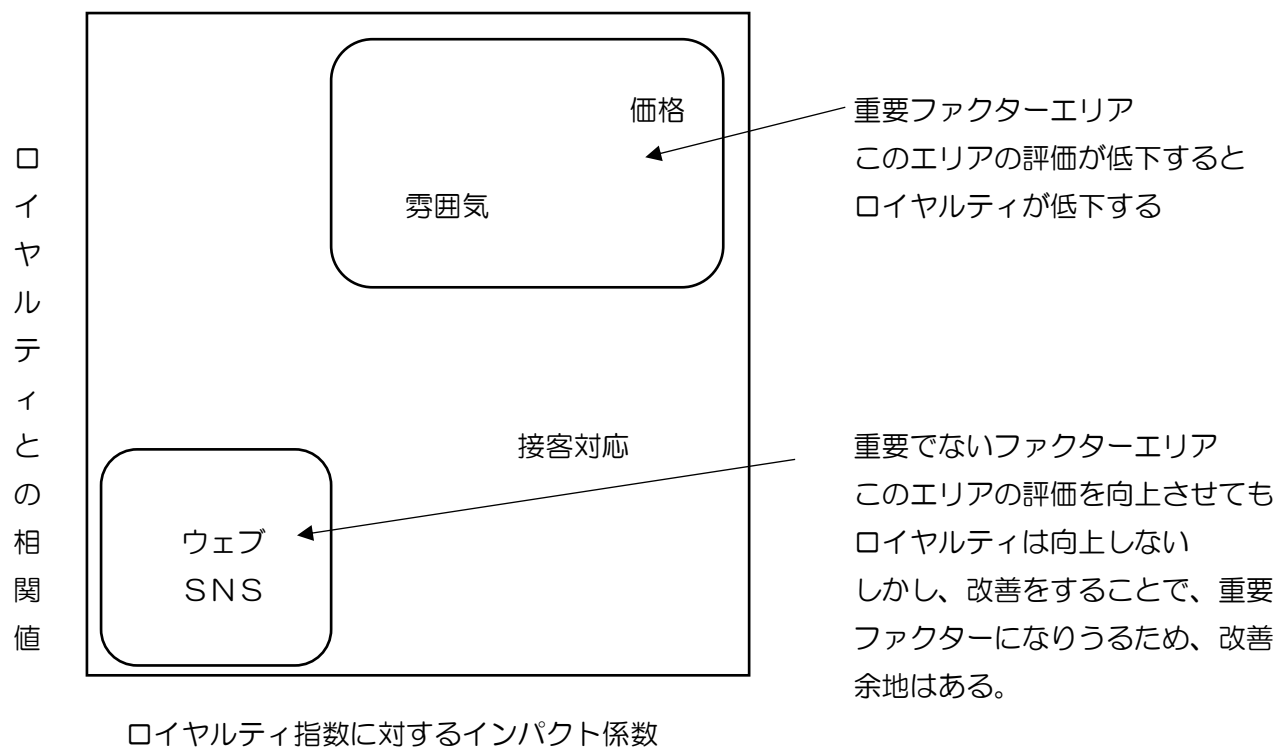 ロイヤルティとの相関値
価格
雰囲気
接客対応
ウェブ
SNS
重要ファクターエリア
このエリアの評価が低下すると
ロイヤルティが低下する
重要でないファクターエリア
このエリアの評価を向上させても
ロイヤルティは向上しない
しかし、改善をすることで、重要
ファクターになりうるため、改善
余地はある。
ロイヤルティ指数に対するインパクト係数